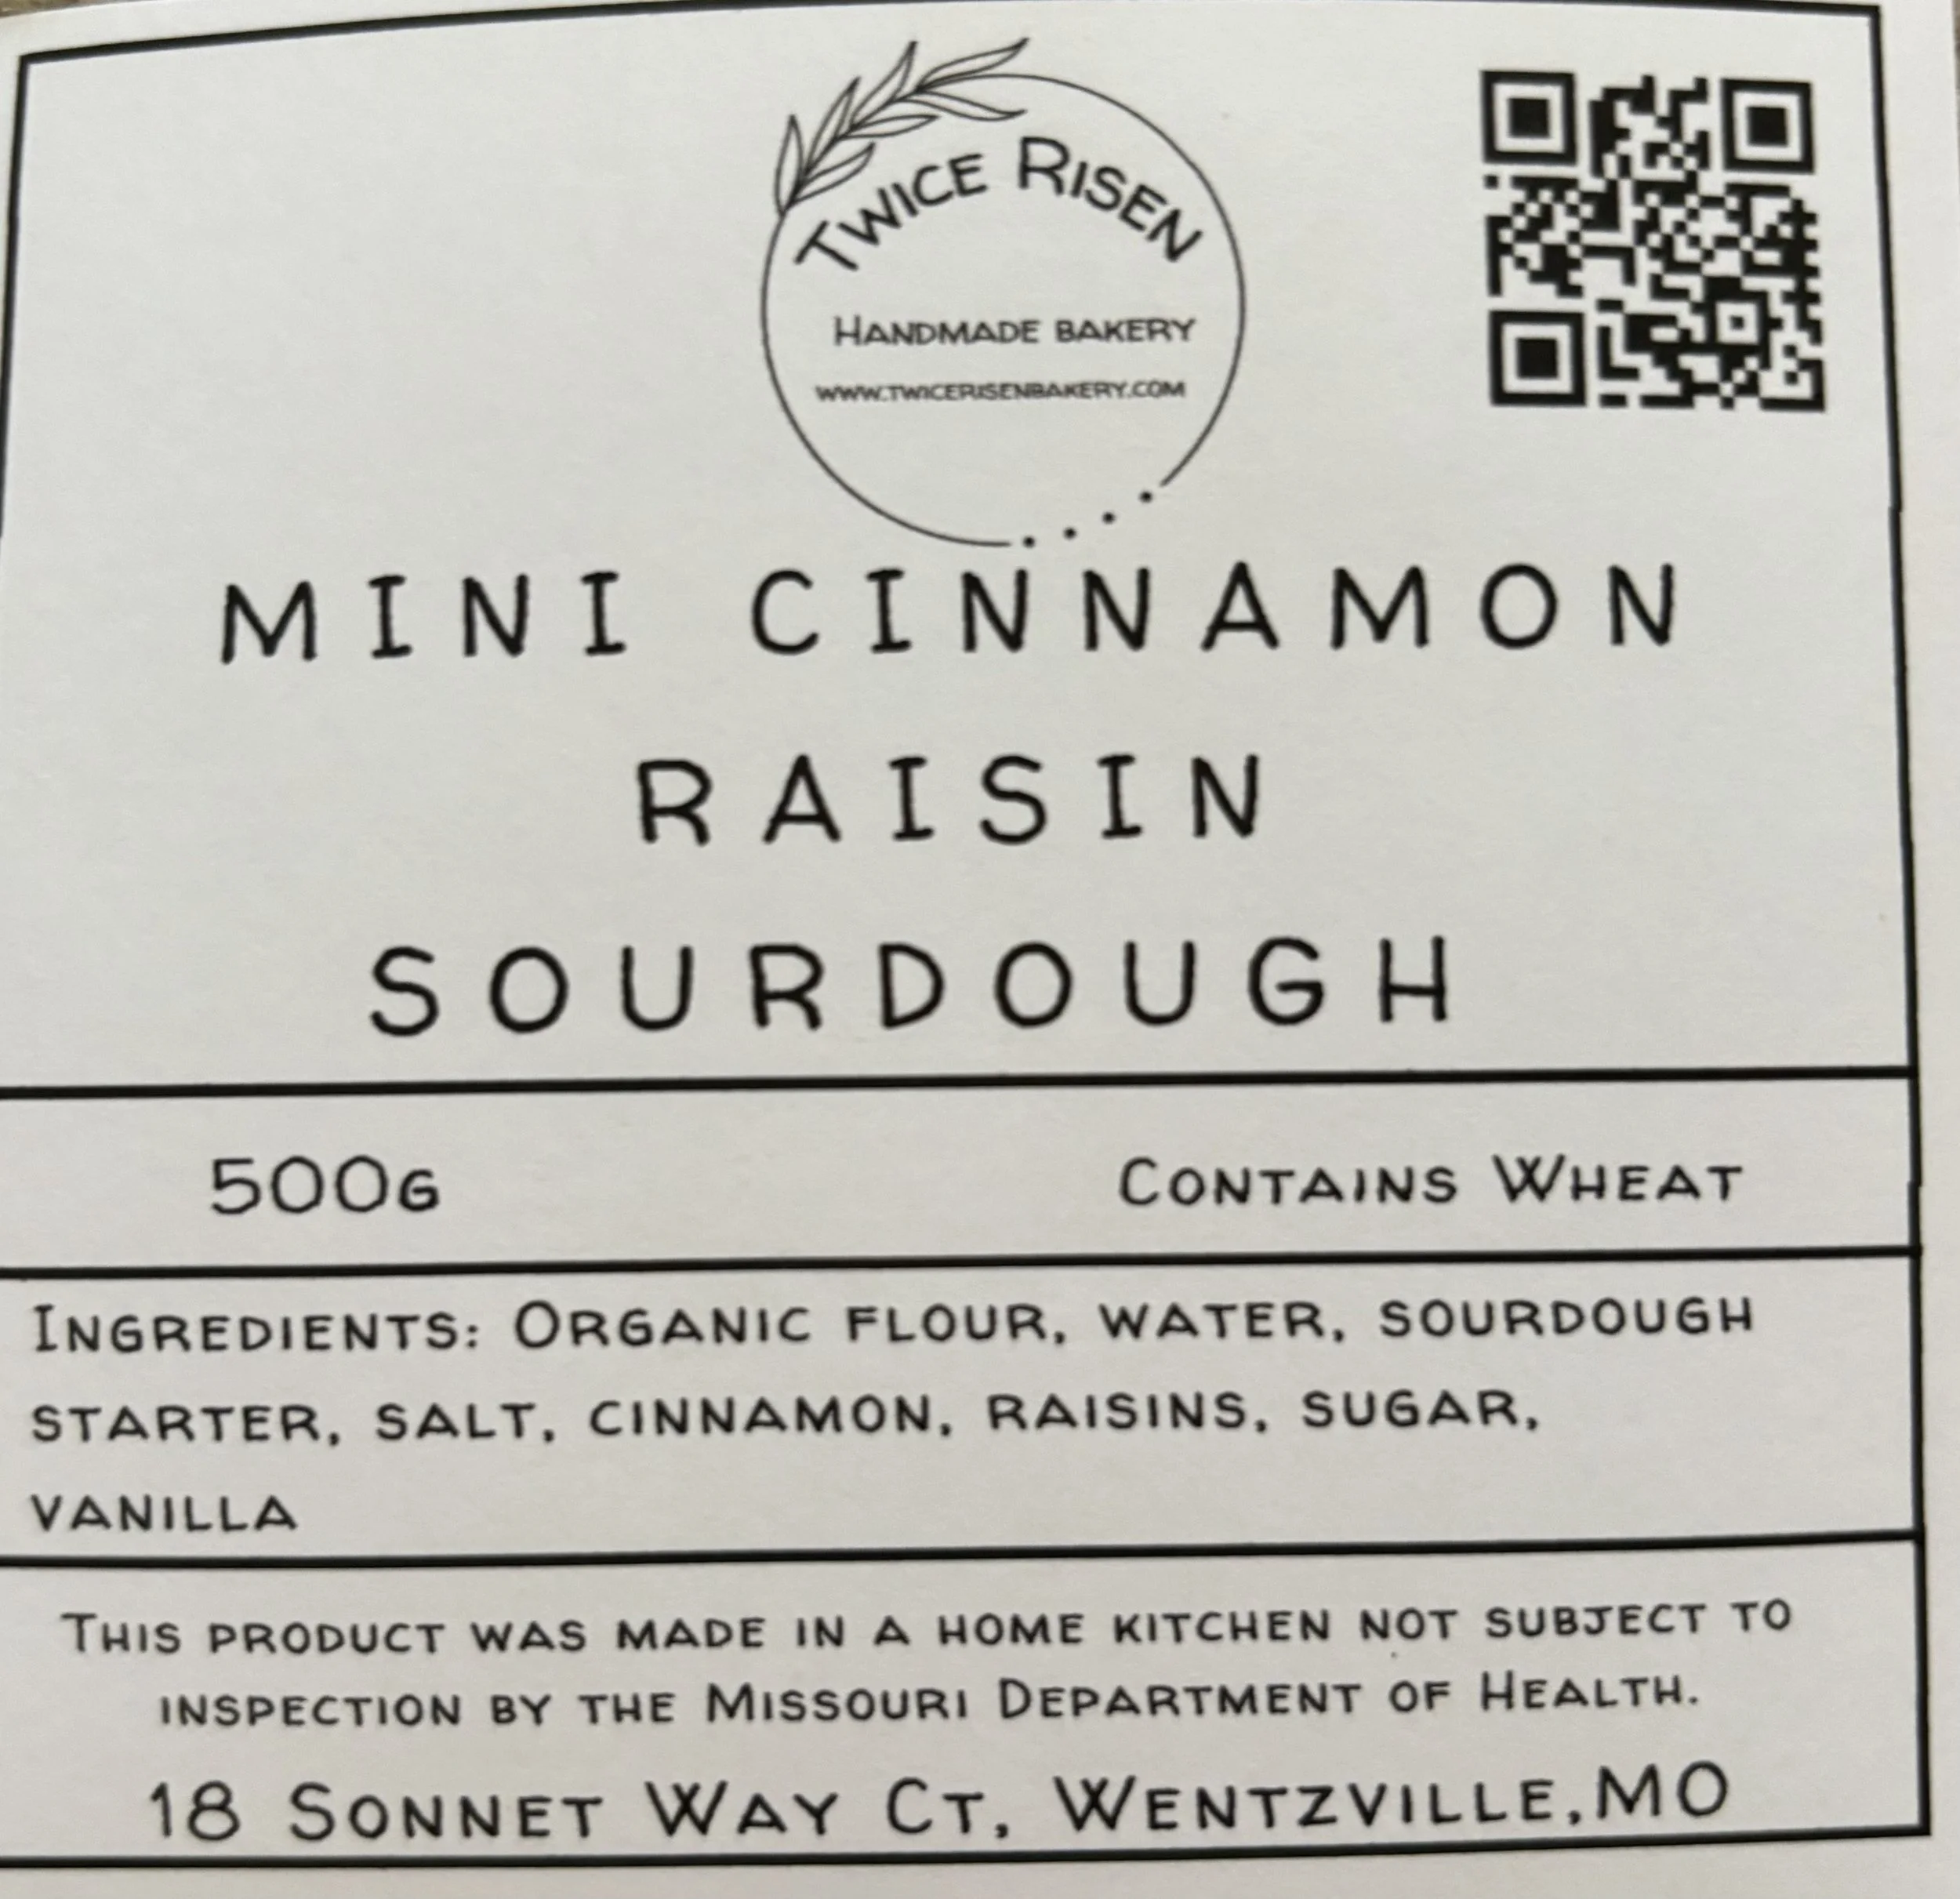 Twice Risen
Handmade bakery
www.twicerisenbakery.com
MINI CINNAMON
RAISIN
SOURDOUGH
500g
Contains Wheat
Ingredients: Organic flour, water, sourdough
starter, salt, cinnamon, raisins, sugar,
vanilla
This product was made in a home kitchen not subject to
inspection by the Missouri Department of Health.
18 Sonnet Way Ct, Wentzville,MO